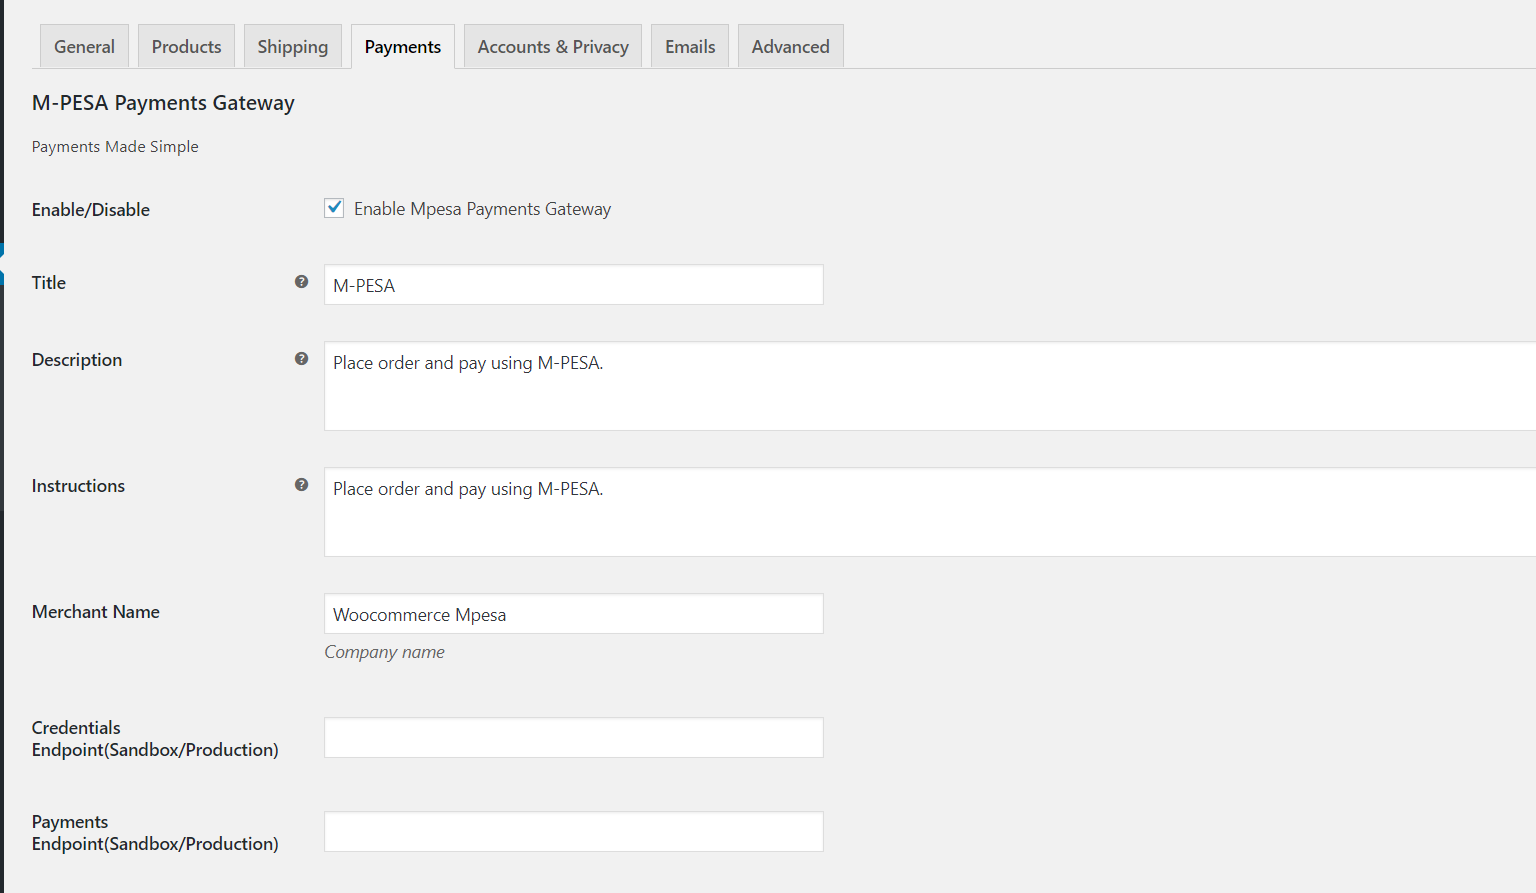 General Products Shipping Payments Accounts & Privacy Emails Advanced
M-PESA Payments Gateway
Payments Made Simple
Enable/Disable Enable Mpesa Payments Gateway
Title M-PESA
Description Place order and pay using M-PESA.
Instructions Place order and pay using M-PESA.
Merchant Name Woocommerce Mpesa
Company name
Credentials
Endpoint(Sandbox/Production)
Payments
Endpoint(Sandbox/Production)